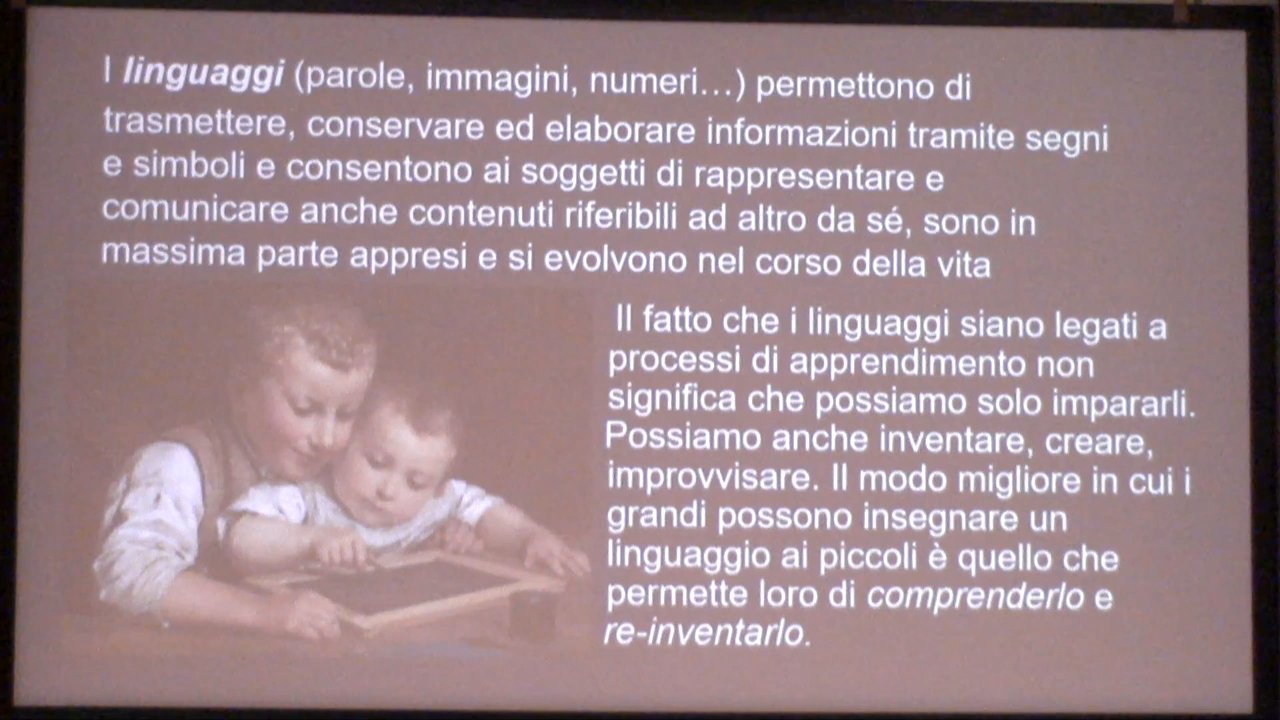 I linguaggi (parole, immagini, numeri...) permettono di
trasmettere, conservare ed elaborare informazioni tramite segni
e simboli e consentono ai soggetti di rappresentare e
comunicare anche contenuti riferibili ad altro da sé, sono in
massima parte appresi e si evolvono nel corso della vita
Il fatto che i linguaggi siano legati a
processi di apprendimento non
significa che possiamo solo impararli.
Possiamo anche inventare, creare,
improvvisare. Il modo migliore in cui i
grandi possono insegnare un
linguaggio ai piccoli è quello che
permette loro di comprenderlo e
re-inventarlo.